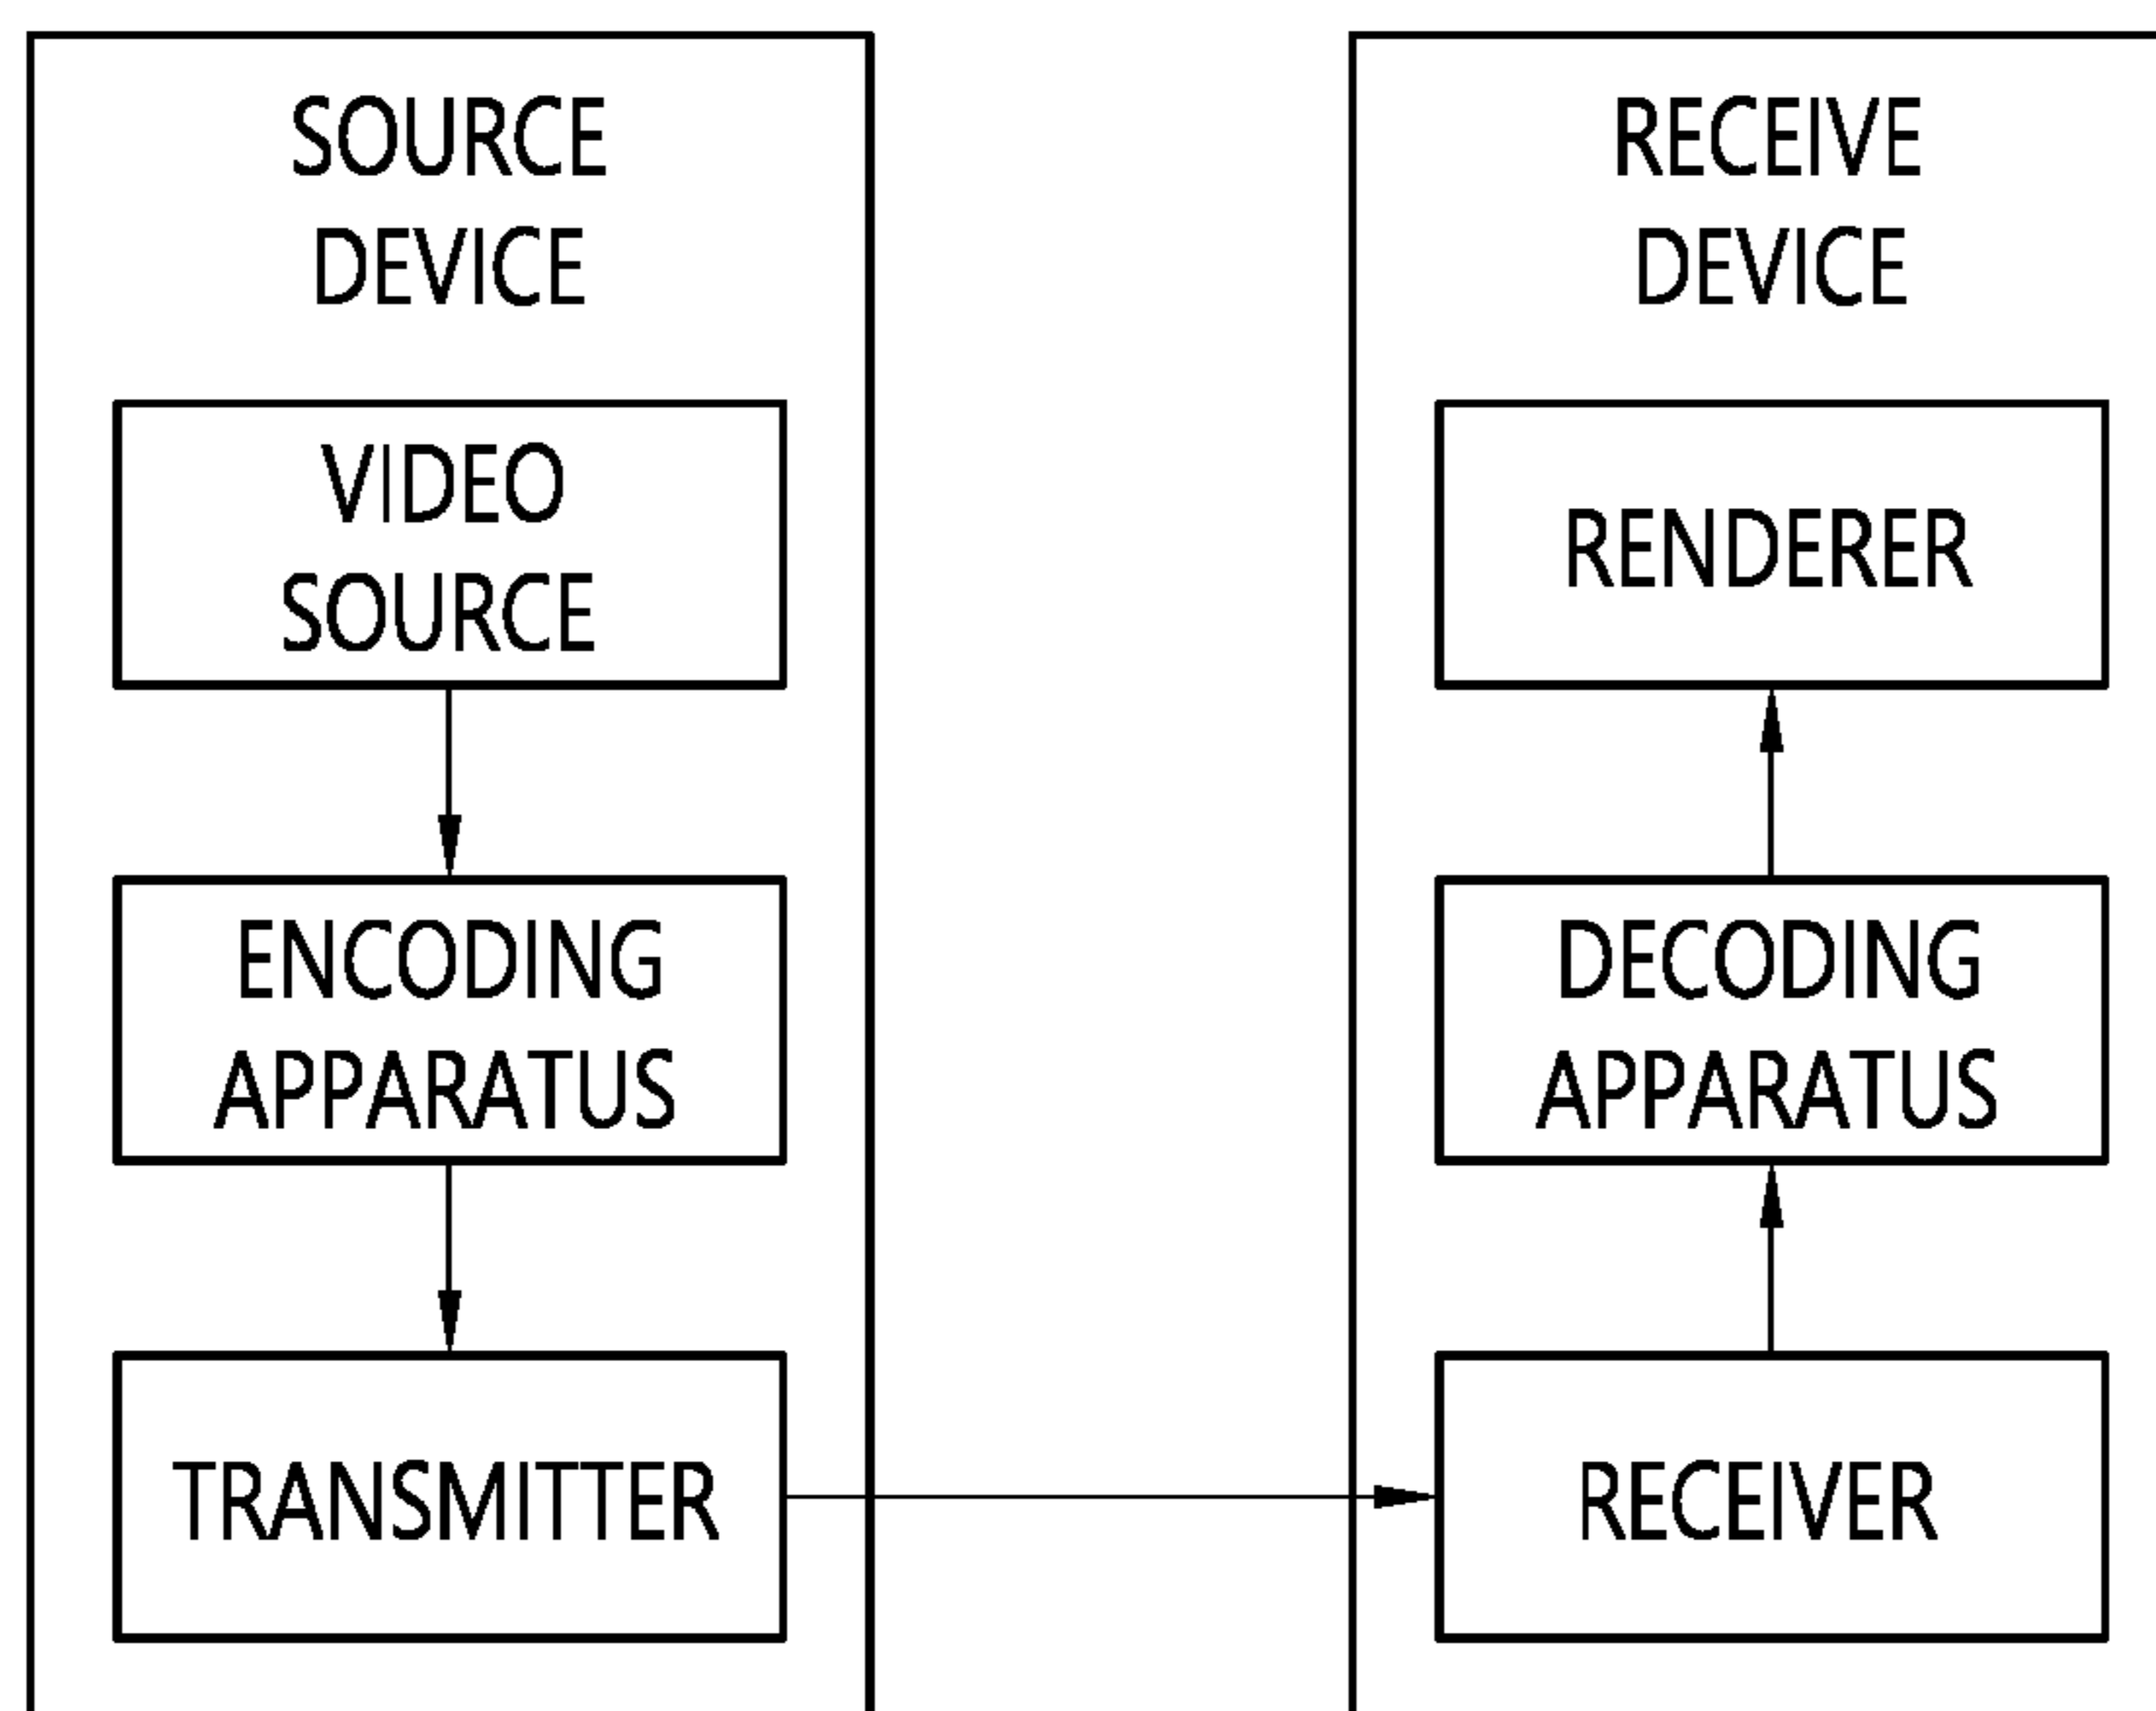 SOURCE
DEVICE
VIDEO
SOURCE
ENCODING
APPARATUS
TRANSMITTER
RECEIVE
DEVICE
RENDERER
DECODING
APPARATUS
RECEIVER